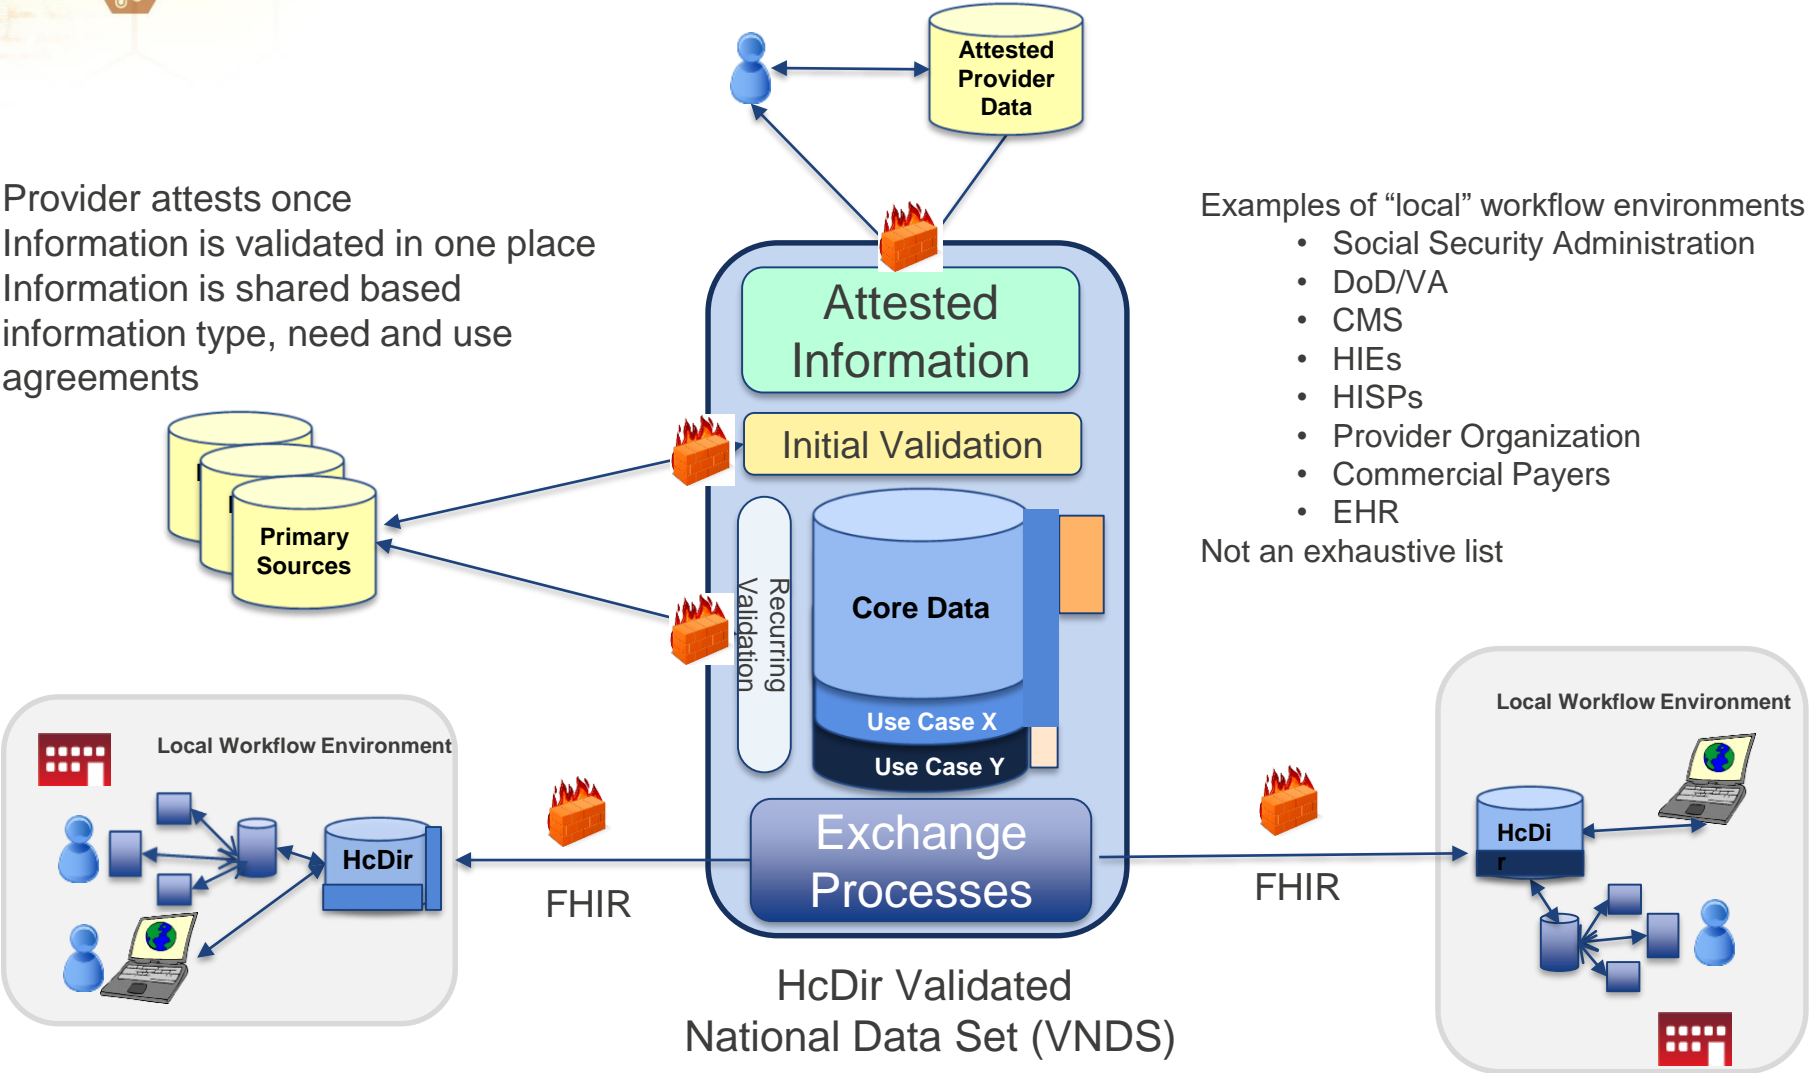 Attested
Provider
Data
Provider attests once
Information is validated in one place
Information is shared based
information type, need and use
agreements
Examples of “local” workflow environments
• Social Security Administration
• DoD/VA
• CMS
• HIEs
• HISPs
• Provider Organization
• Commercial Payers
• EHR
Not an exhaustive list
Attested
Information
Initial Validation
Primary
Sources
Recurring
Validation
Core Data
Use Case X
Use Case Y
Exchange
Processes
Local Workflow Environment
HcDir
FHIR
FHIR
Local Workflow Environment
HcDi
r
HcDir Validated
National Data Set (VNDS)